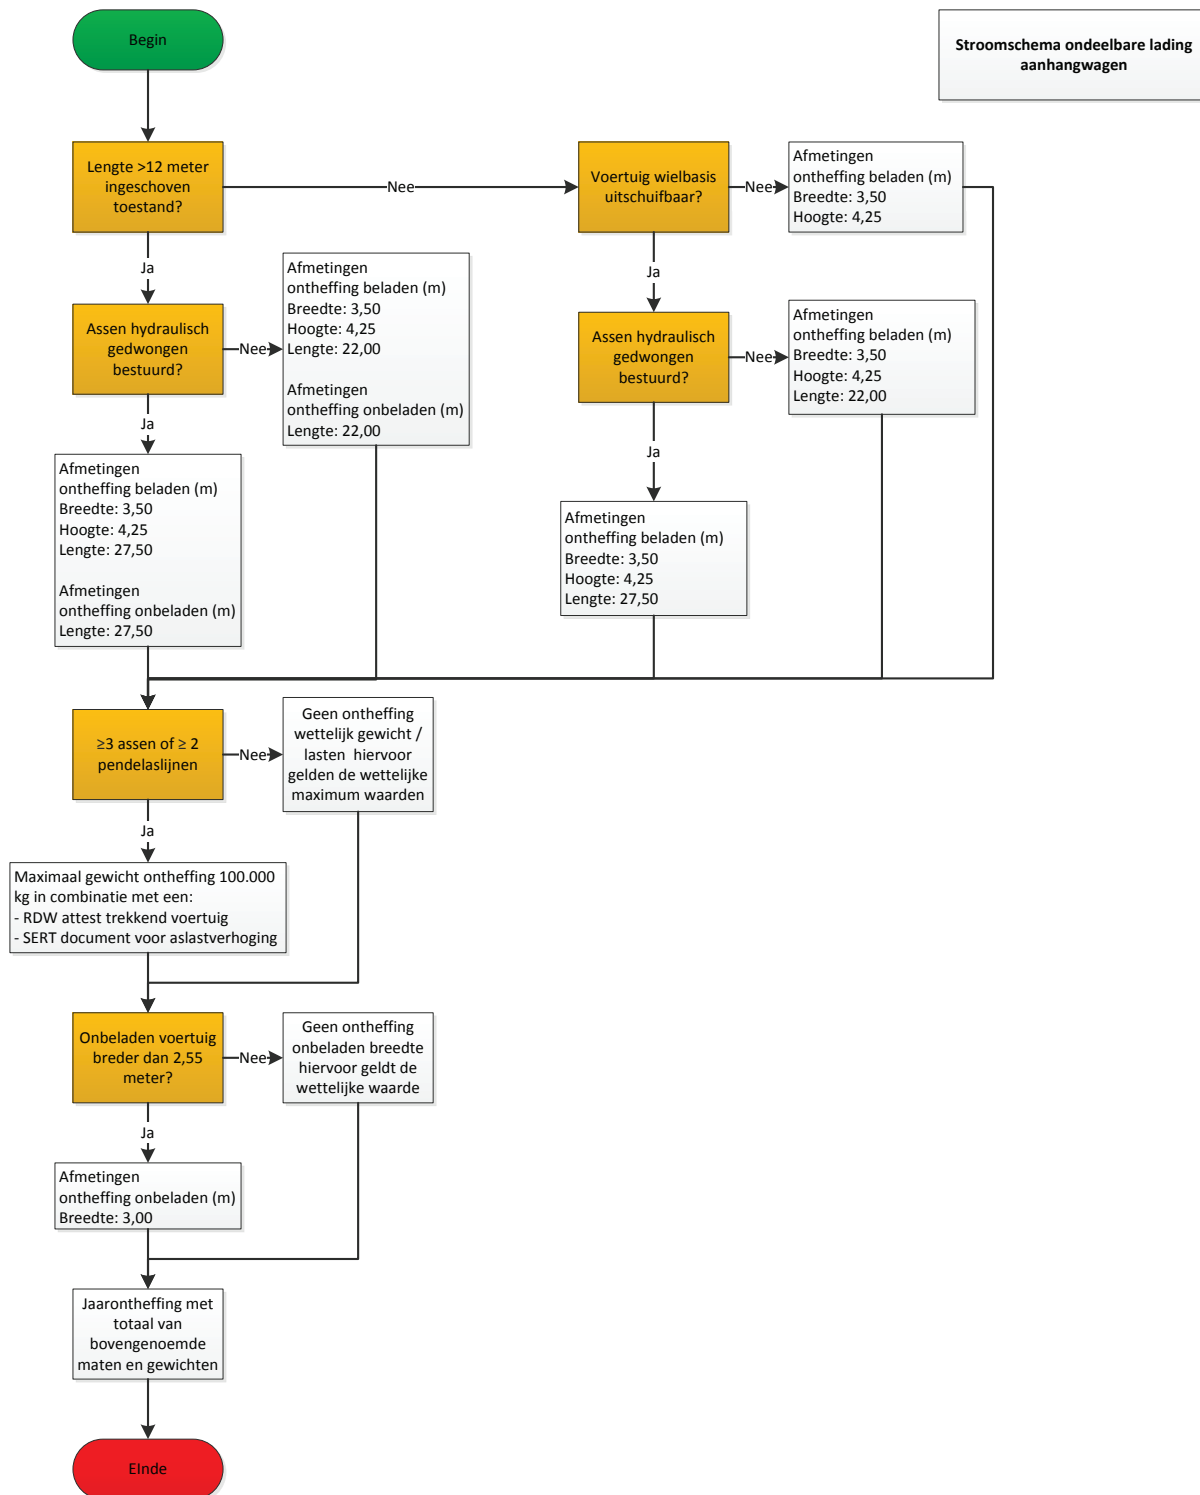 Begin
Stroomschema ondeelbare lading
aanhangwagen
Lengte >12 meter
ingeschoven
toestand?
Nee
Voertuig wielbasis
uitschuifbaar?
Nee
Afmetingen
ontheffing beladen (m)
Breedte: 3,50
Hoogte: 4,25
Ja
Ja
Assen hydraulisch
gedwongen
bestuurd?
Nee
Afmetingen
ontheffing beladen (m)
Breedte: 3,50
Hoogte: 4,25
Lengte: 22,00
Afmetingen
ontheffing onbeladen (m)
Lengte: 22,00
Assen hydraulisch
gedwongen
bestuurd?
Nee
Afmetingen
ontheffing beladen (m)
Breedte: 3,50
Hoogte: 4,25
Lengte: 22,00
Ja
Ja
Afmetingen
ontheffing beladen (m)
Breedte: 3,50
Hoogte: 4,25
Lengte: 27,50
Afmetingen
ontheffing onbeladen (m)
Lengte: 27,50
Afmetingen
ontheffing beladen (m)
Breedte: 3,50
Hoogte: 4,25
Lengte: 27,50
≥3 assen of ≥ 2
pendelaslijnen
Nee
Geen ontheffing
wettelijk gewicht /
lasten hiervoor
gelden de wettelijke
maximum waarden
Ja
Maximaal gewicht ontheffing 100.000
kg in combinatie met een:
- RDW attest trekkend voertuig
- SERT document voor aslastverhoging
Onbeladen voertuig
breder dan 2,55
meter?
Nee
Geen ontheffing
onbeladen breedte
hiervoor geldt de
wettelijke waarde
Ja
Afmetingen
ontheffing onbeladen (m)
Breedte: 3,00
Jaarontheffing met
totaal van
bovengenoemde
maten en gewichten
EInde